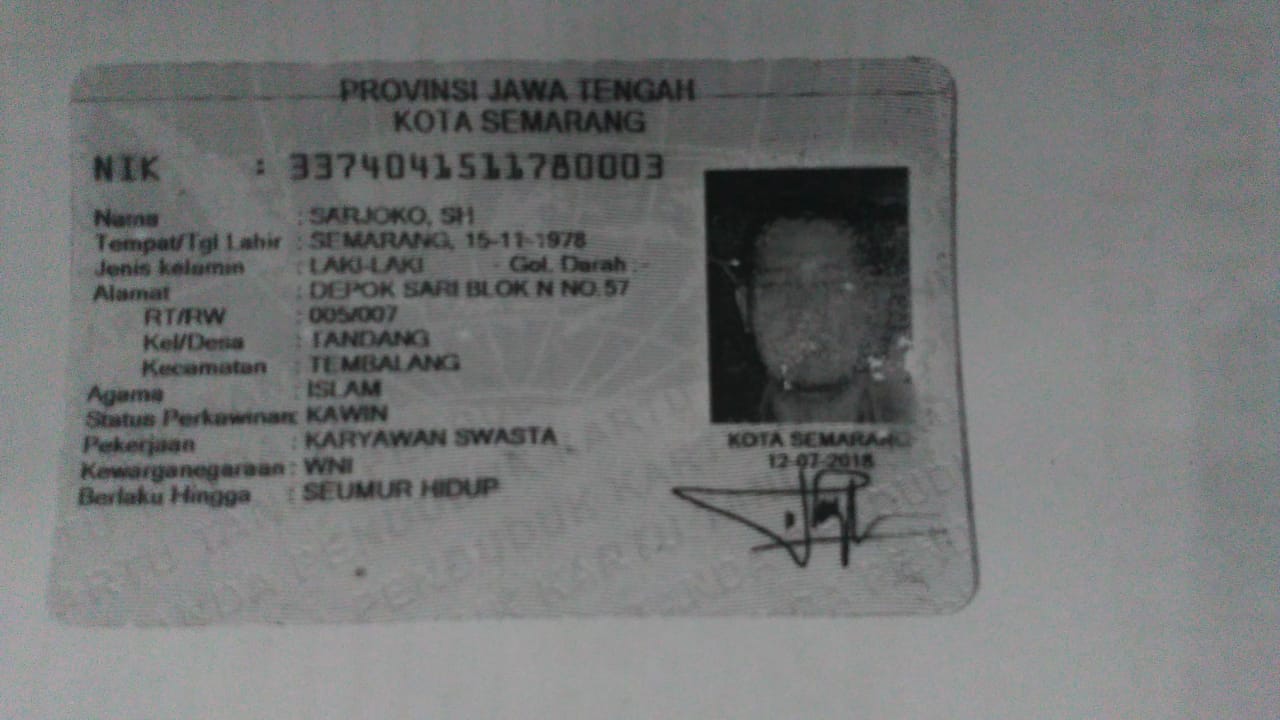 PROVINSI JAWA TENGAH
KOTA SEMARANG
NIK : 3374041511780003
Nama : SARJOKO, SH
Tempat/Tgl Lahir : SEMARANG, 15-11-1978
Jenis kelamin : LAKI-LAKI - Gol. Darah :-
Alamat : DEPOK SARI BLOK N NO.57
RT/RW : 005/007
Kel/Desa : TANDANG
Kecamatan : TEMBALANG
Agama : ISLAM
Status Perkawinan: KAWIN
Pekerjaan : KARYAWAN SWASTA
Kewarganegaraan : WNI
Berlaku Hingga : SEUMUR HIDUP
KOTA SEMARANG
12-07-2018